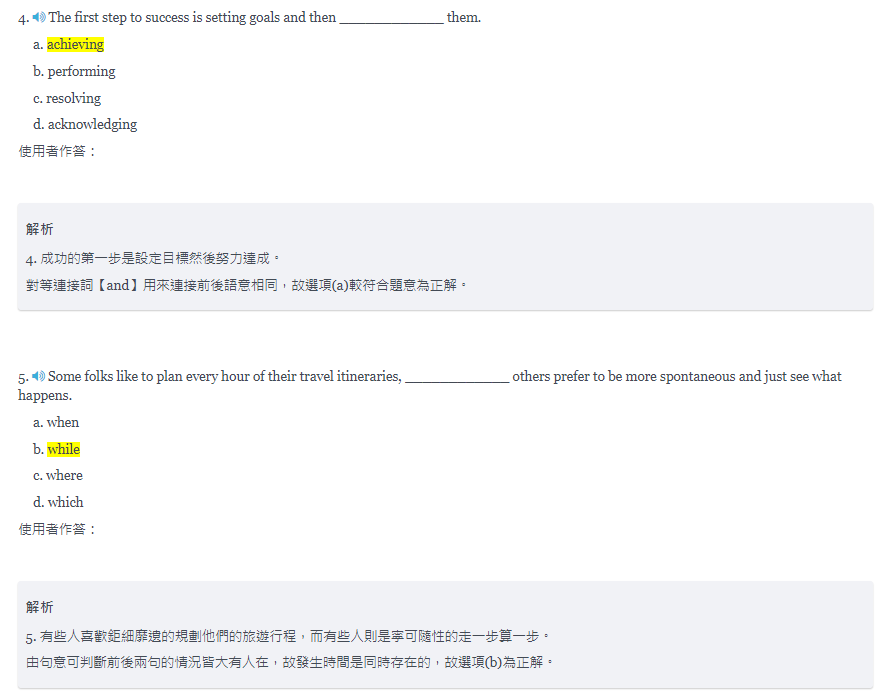 4. The first step to success is setting goals and then ______________ them.
a. achieving
b. performing
c. resolving
d. acknowledging
使用者作答：
解析
4. 成功的第一步是設定目標然後努力達成。
對等連接詞【and】用來連接前後語意相同，故選項(a)較符合題意為正解。
5. Some folks like to plan every hour of their travel itineraries, ______________ others prefer to be more spontaneous and just see what
happens.
a. when
b. while
c. where
d. which
使用者作答：
解析
5. 有些人喜歡鉅細靡遺的規劃他們的旅遊行程，而有些人則是寧可隨性的走一步算一步。
由句意可判斷前後兩句的情況皆大有人在，故發生時間是同時存在的，故選項(b)為正解。